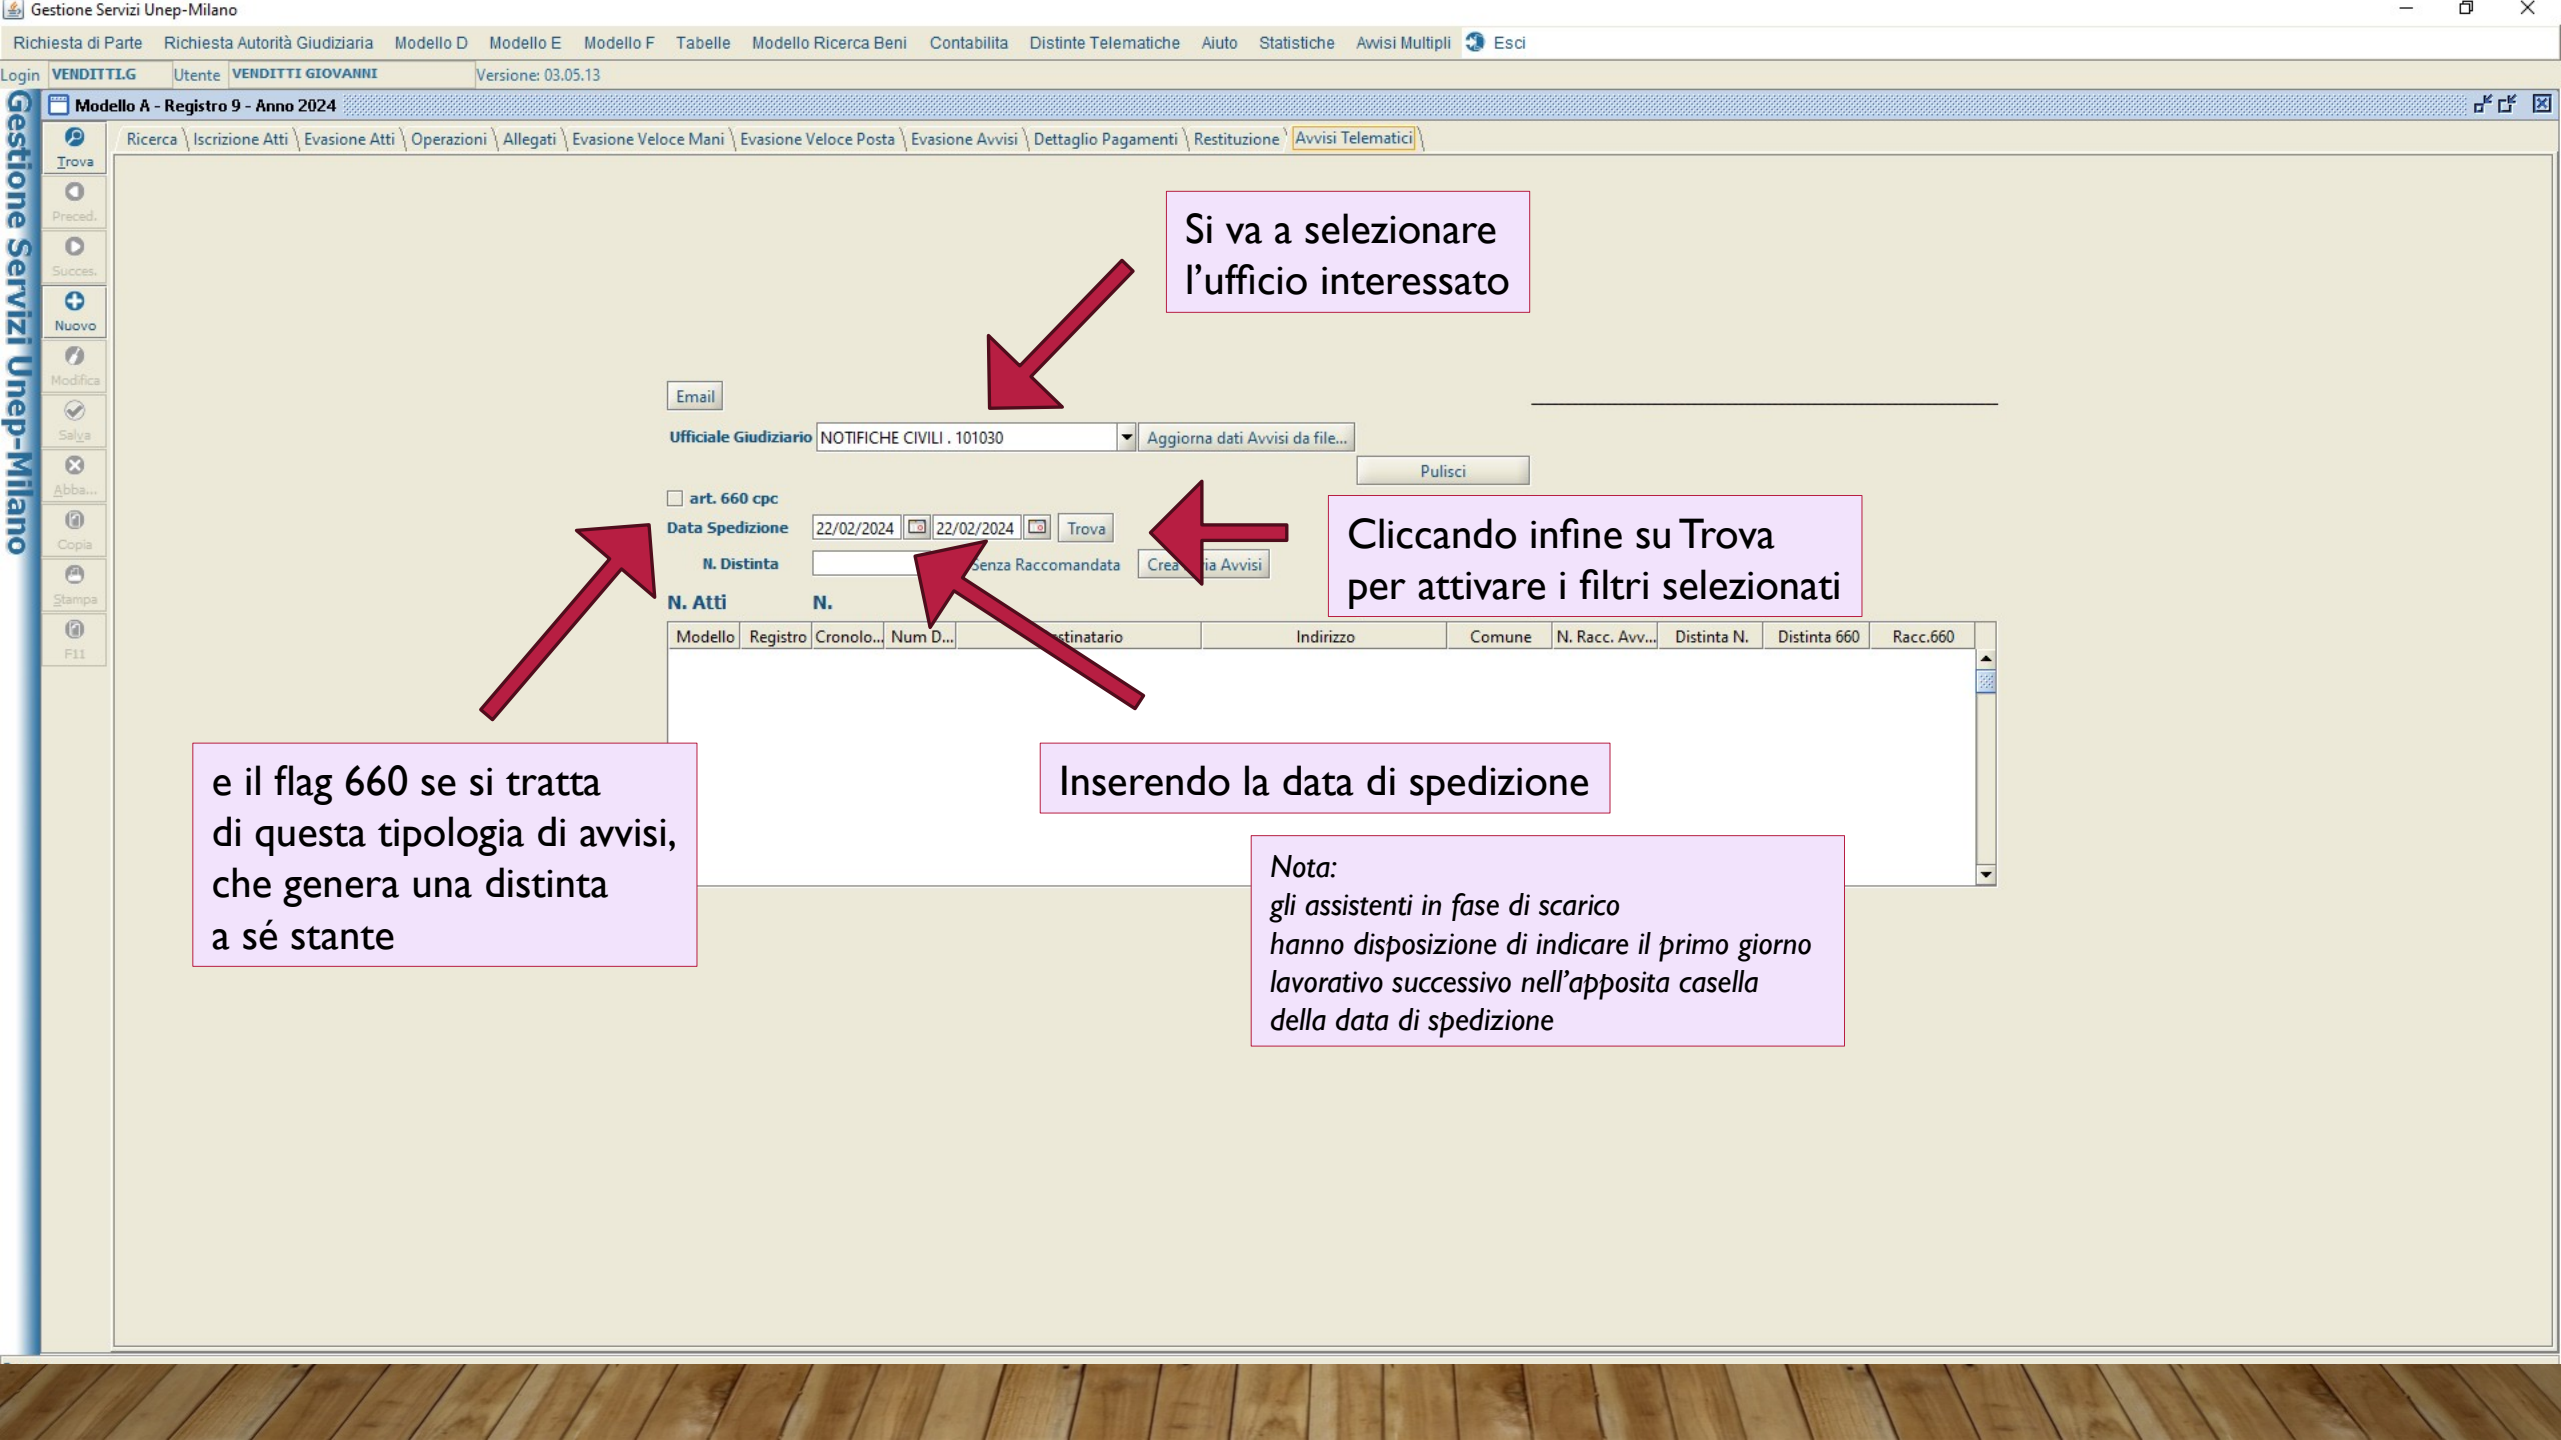 Gestione Servizi Unep-Milano
Richiesta di Parte Richiesta Autorità Giudiziaria Modello D Modello E Modello F Tabelle Modello Ricerca Beni Contabilita Distinte Telematiche Aiuto Statistiche Avvisi Multipli Esci
Login VENDITTI.G Utente VENDITTI GIOVANNI Versione: 03.05.13
Gestione Servizi Unep-Milano
Modello A - Registro 9 - Anno 2024
Ricerca Iscrizione Atti Evasione Atti Operazioni Allegati Evasione Veloce Mani Evasione Veloce Posta Evasione Avvisi Dettaglio Pagamenti Restituzione Avvisi Telematici
Trova
Preced.
Succes.
Nuovo
Modifica
Salva
Abba...
Copia
Stampa
F11
Si va a selezionare
l'ufficio interessato
Email
Ufficiale Giudiziario NOTIFICHE CIVILI . 101030 Aggiorna dati Avvisi da file...
Pulisci
art. 660 cpc
Data Spedizione 22/02/2024 22/02/2024 Trova
N. Distinta Senza Raccomandata Crea ia Avvisi
Cliccando infine su Trova
per attivare i filtri selezionati
N. Atti N.
Modello Registro Cronolo... Num D... stinatario Indirizzo Comune N. Racc. Avv... Distinta N. Distinta 660 Racc.660
e il flag 660 se si tratta
di questa tipologia di avvisi,
che genera una distinta
a sé stante
Inserendo la data di spedizione
Nota:
gli assistenti in fase di scarico
hanno disposizione di indicare il primo giorno
lavorativo successivo nell'apposita casella
della data di spedizione